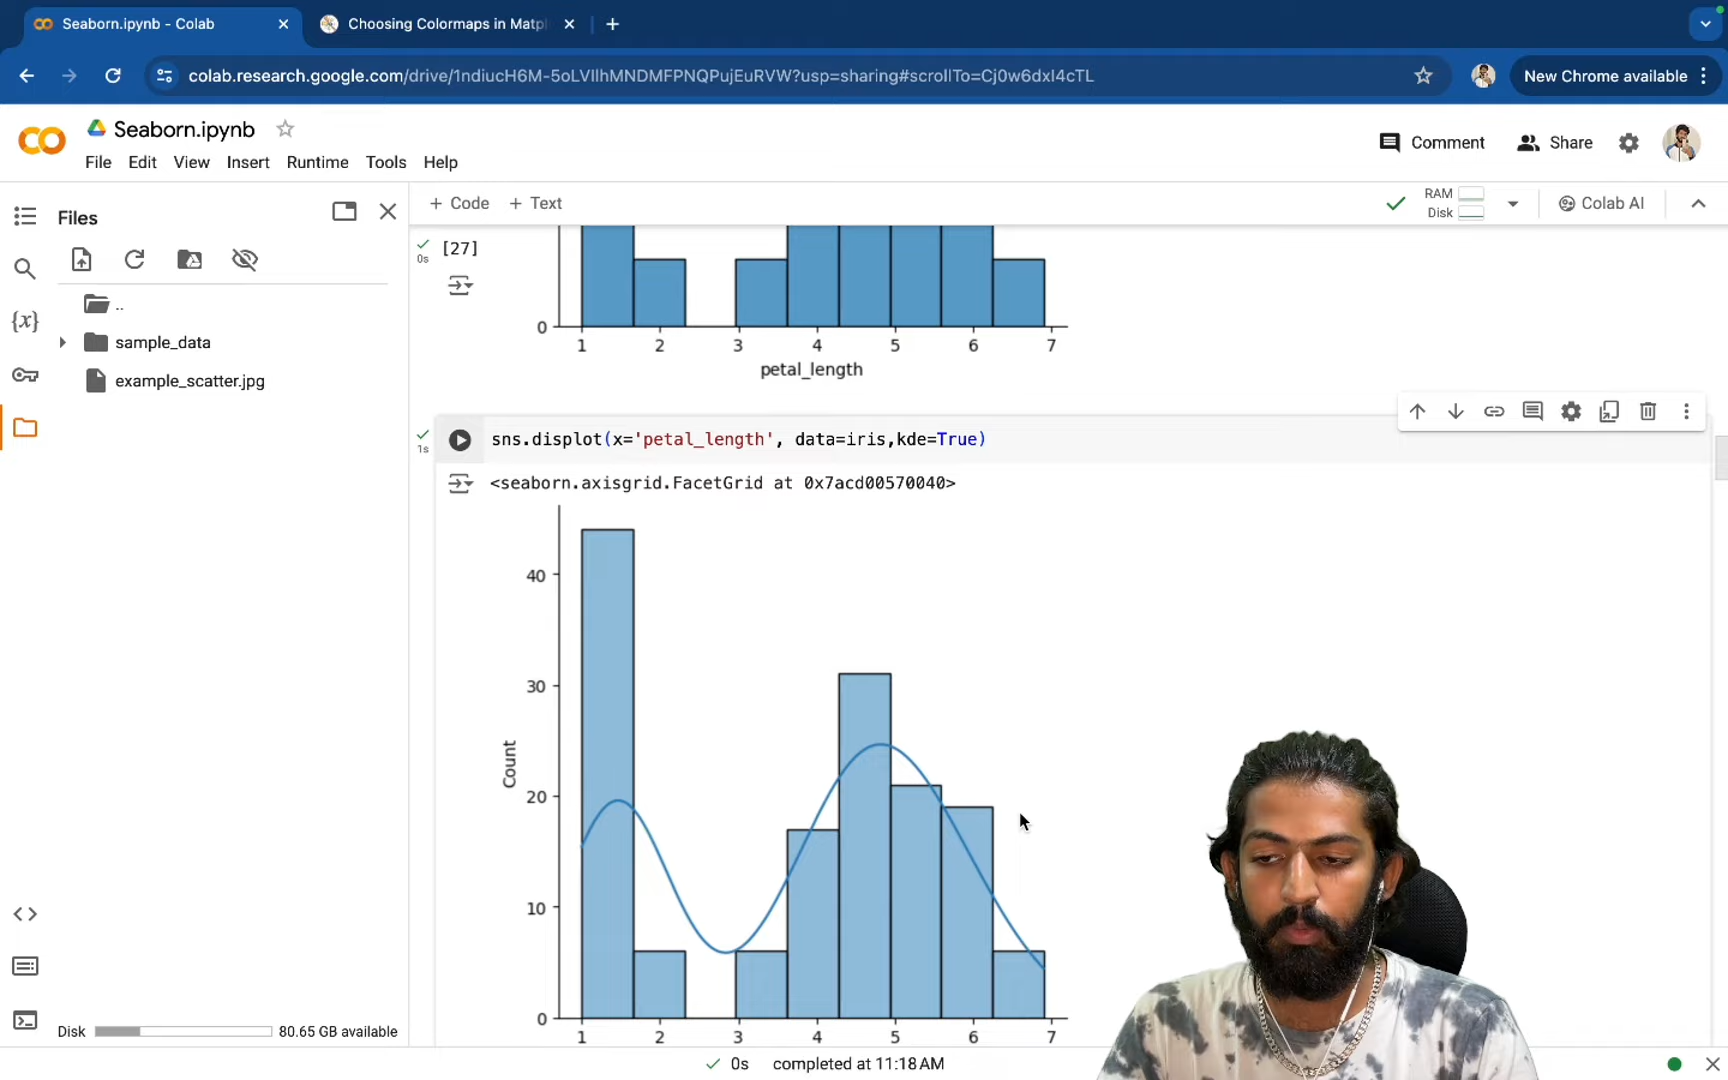 Seaborn.ipynb - Colab
Choosing Colormaps in Matpl
colab.research.google.com/drive/1ndiucH6M-5oLVIlhMNDMFPNQPujEuRVW?usp=sharing#scrollTo=Cj0w6dxI4cTL
New Chrome available
CO
Seaborn.ipynb
File Edit View Insert Runtime Tools Help
Comment
Share
Files
+ Code + Text
RAM
Disk
Colab AI
..
sample_data
example_scatter.jpg
{x}
0s
[27]
0
1 2 3 4 5 6 7
petal_length
1s
sns.displot(x='petal_length', data=iris,kde=True)
<seaborn.axisgrid.FacetGrid at 0x7acd00570040>
40
30
20
10
0
Count
1 2 3 4 5 6 7
Disk 80.65 GB available
0s completed at 11:18 AM